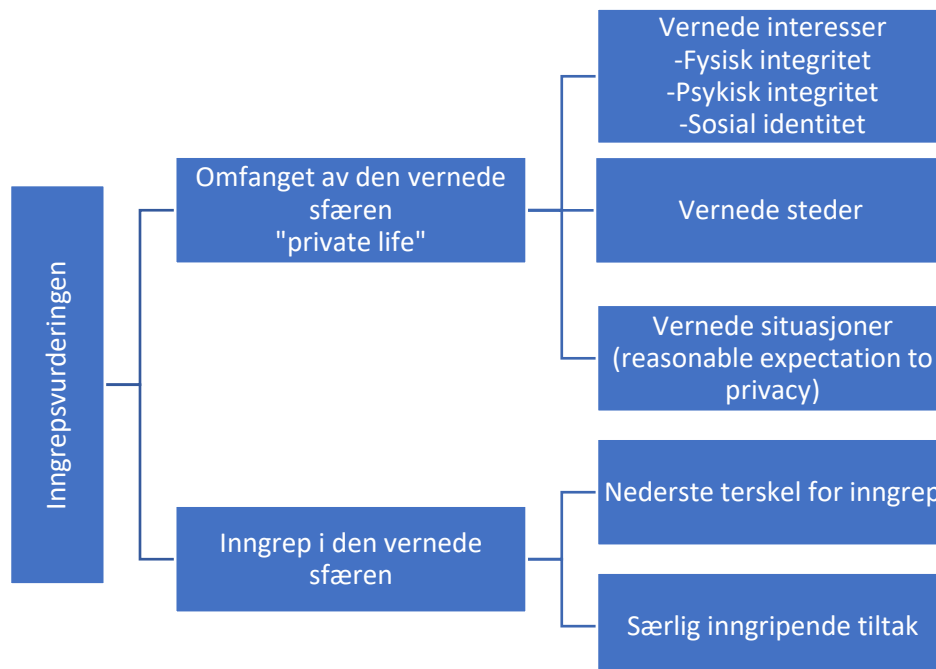 Inngrepsvurderingen
Omfanget av den vernede
sfæren
"private life"
Vernede interesser
-Fysisk integritet
-Psykisk integritet
-Sosial identitet
Vernede steder
Vernede situasjoner
(reasonable expectation to
privacy)
Inngrep i den vernede
sfæren
Nederste terskel for inngrep
Særlig inngripende tiltak